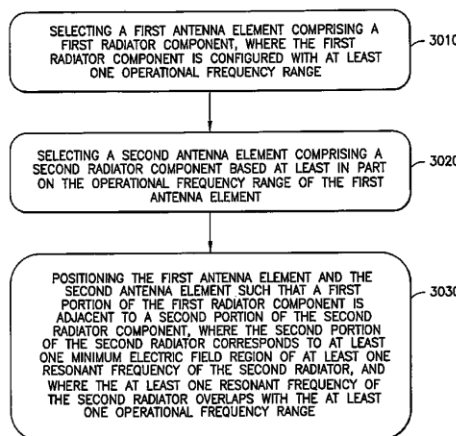 SELECTING A FIRST ANTENNA ELEMENT COMPRISING A
FIRST RADIATOR COMPONENT, WHERE THE FIRST
RADIATOR COMPONENT IS CONFIGURED WITH AT LEAST
ONE OPERATIONAL FREQUENCY RANGE
3010
SELECTING A SECOND ANTENNA ELEMENT COMPRISING A
SECOND RADIATOR COMPONENT BASED AT LEAST IN PART
ON THE OPERATIONAL FREQUENCY RANGE OF THE FIRST
ANTENNA ELEMENT
3020
POSITIONING THE FIRST ANTENNA ELEMENT AND THE
SECOND ANTENNA ELEMENT SUCH THAT A FIRST
PORTION OF THE FIRST RADIATOR COMPONENT IS
ADJACENT TO A SECOND PORTION OF THE SECOND
RADIATOR COMPONENT, WHERE THE SECOND PORTION
OF THE SECOND RADIATOR CORRESPONDS TO AT LEAST
ONE MINIMUM ELECTRIC FIELD REGION OF AT LEAST ONE
RESONANT FREQUENCY OF THE SECOND RADIATOR, AND
WHERE THE AT LEAST ONE RESONANT FREQUENCY OF
THE SECOND RADIATOR OVERLAPS WITH THE AT LEAST
ONE OPERATIONAL FREQUENCY RANGE
3030